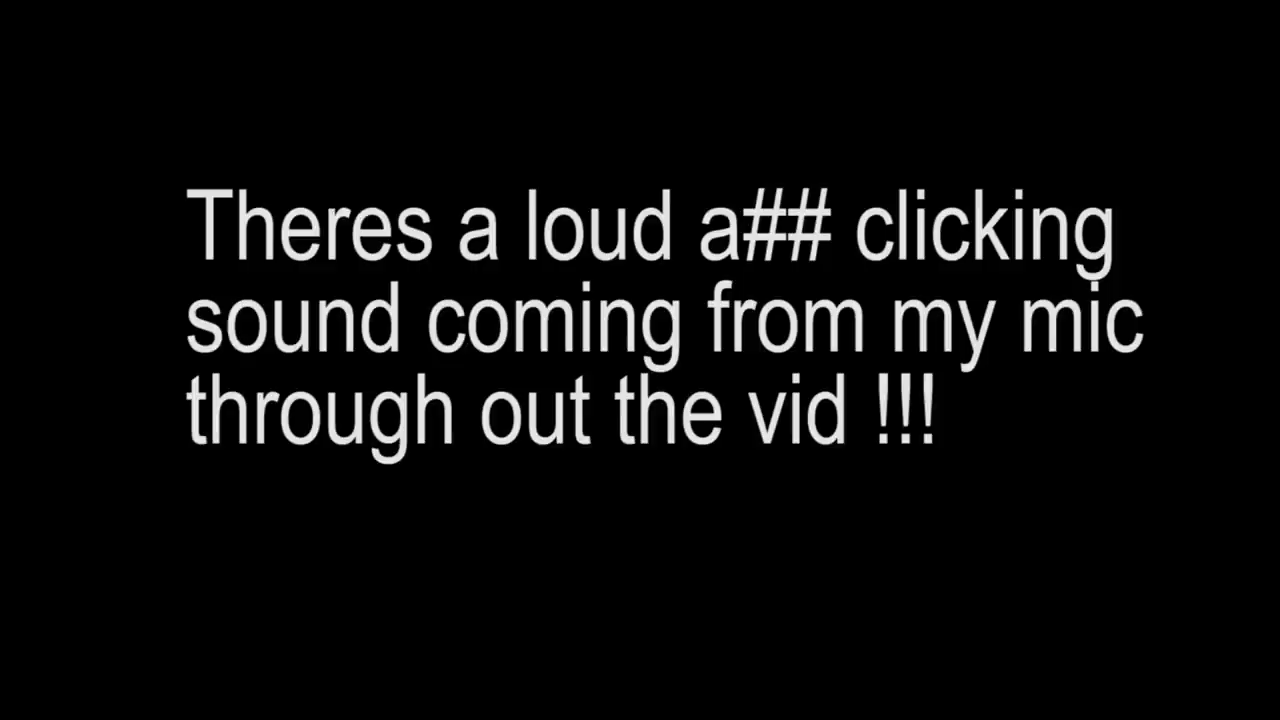 Theres a loud a## clicking
sound coming from my mic
through out the vid !!!